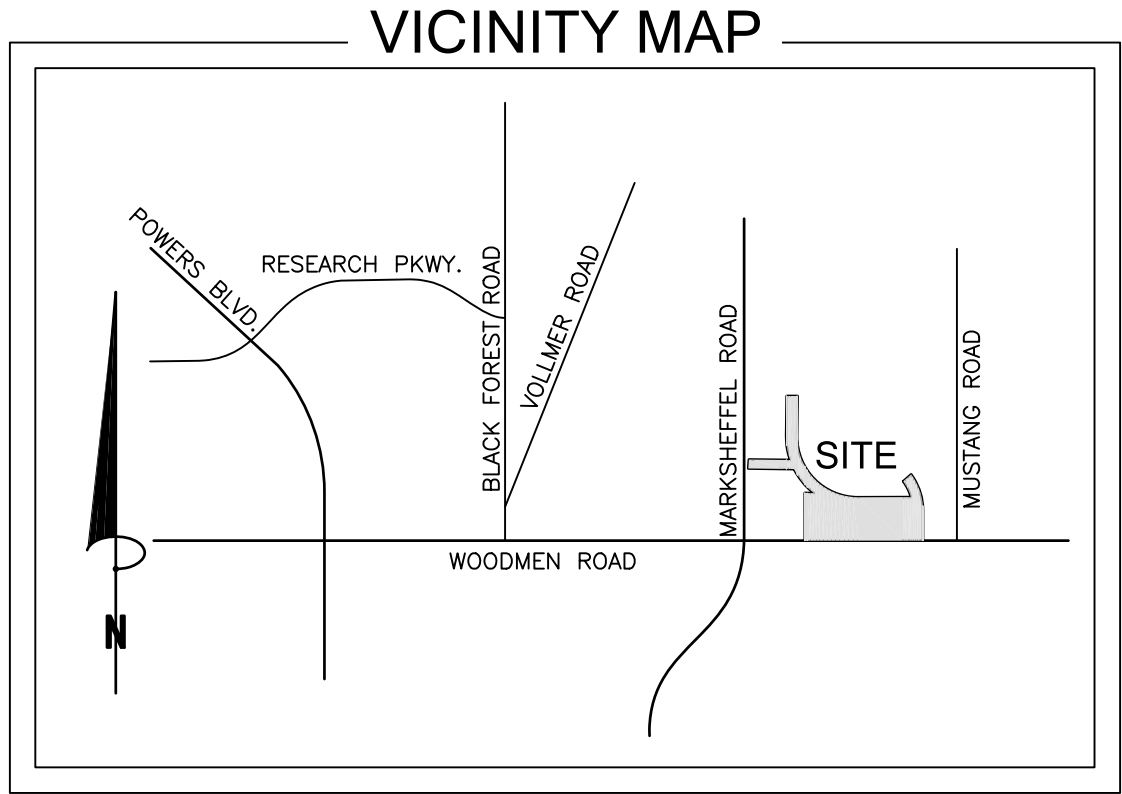 VICINITY MAP
POWERS BLVD.
RESEARCH PKWY.
BLACK FOREST ROAD
VOLLMER ROAD
MARKSHEFFEL ROAD
SITE
MUSTANG ROAD
WOODMEN ROAD
N